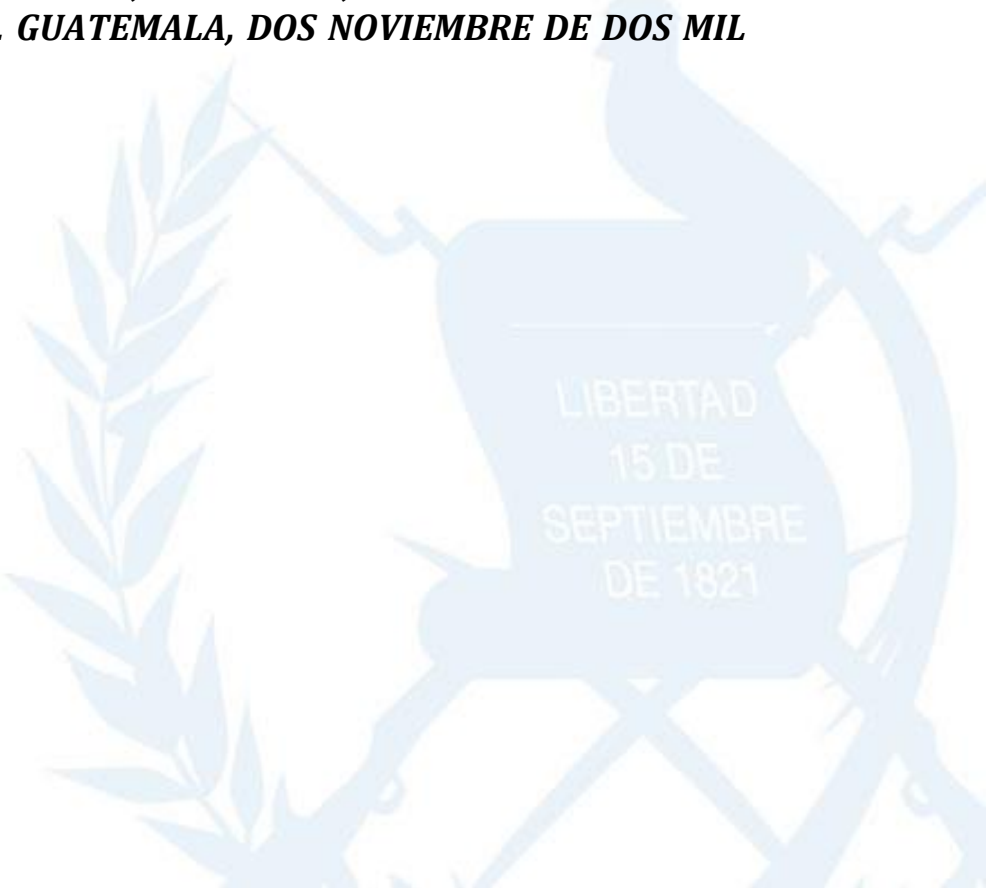 GUATEMALA, DOS NOVIEMBRE DE DOS MIL
LIBERTAD
15 DE
SEPTIEMBRE
DE 1821